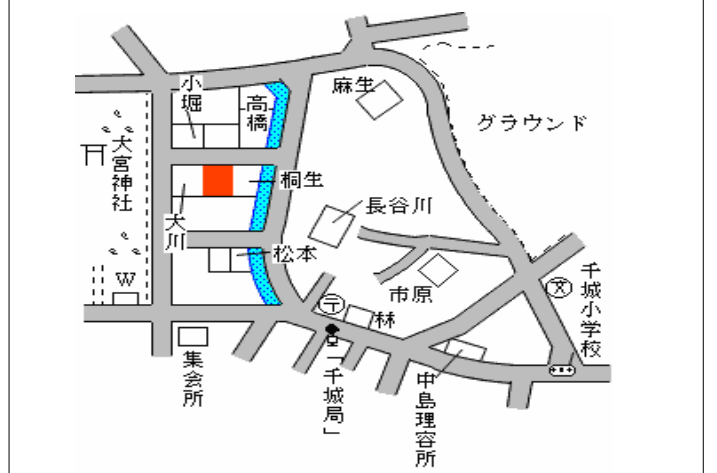 小堀
高橋
麻生
グラウンド
大宮神社
桐生
大川
長谷川
松本
市原
W
〒
林
文
千城小学校
集会所
「千城局」
中島理容所